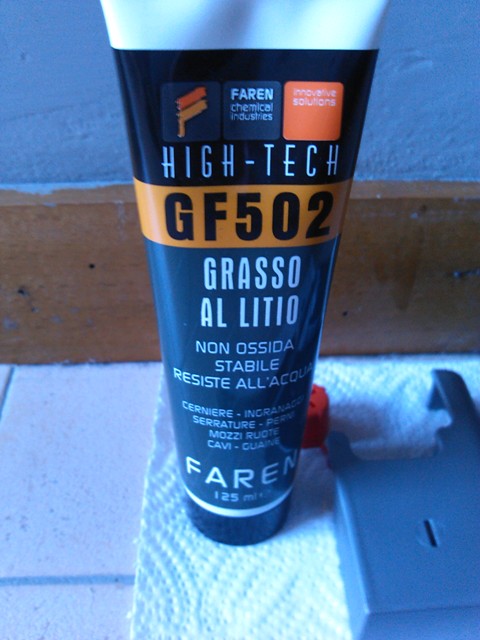 FAREN
chemical
industries
innovative
solutions
HIGH-TECH
GF502
GRASSO
AL LITIO
NON OSSIDA
STABILE
RESISTE ALL'ACQUA
CERNIERE - INGRANAGGI
SERRATURE - PERNI
MOZZI RUOTE
CAVI - GUAINE
FAREN
125 ml